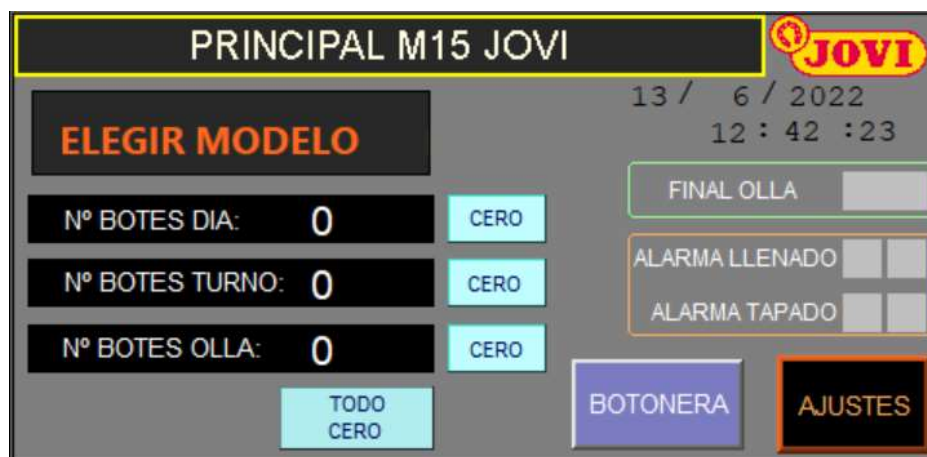 PRINCIPAL M15 JOVI
JOVI
13 / 6 / 2022
12 : 42 :23
ELEGIR MODELO
FINAL OLLA
Nº BOTES DIA: 0 CERO
ALARMA LLENADO
Nº BOTES TURNO: 0 CERO
ALARMA TAPADO
Nº BOTES OLLA: 0 CERO
TODO
CERO
BOTONERA
AJUSTES